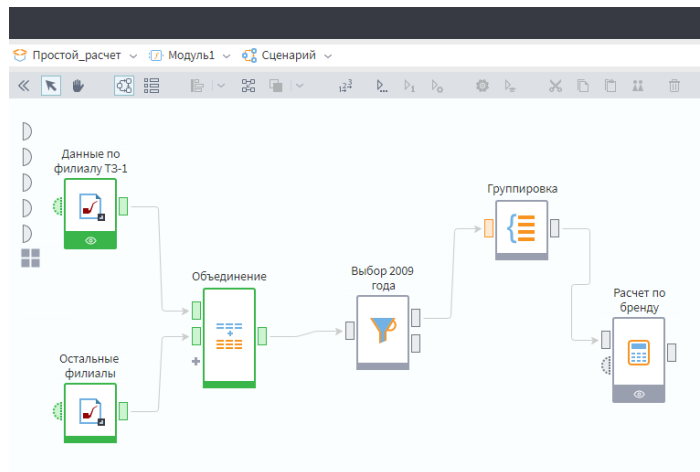 Простой_расчет Модуль1 Сценарий
Данные по
филиалу ТЗ-1
Группировка
Объединение
Выбор 2009
года
Расчет по
бренду
Остальные
филиалы